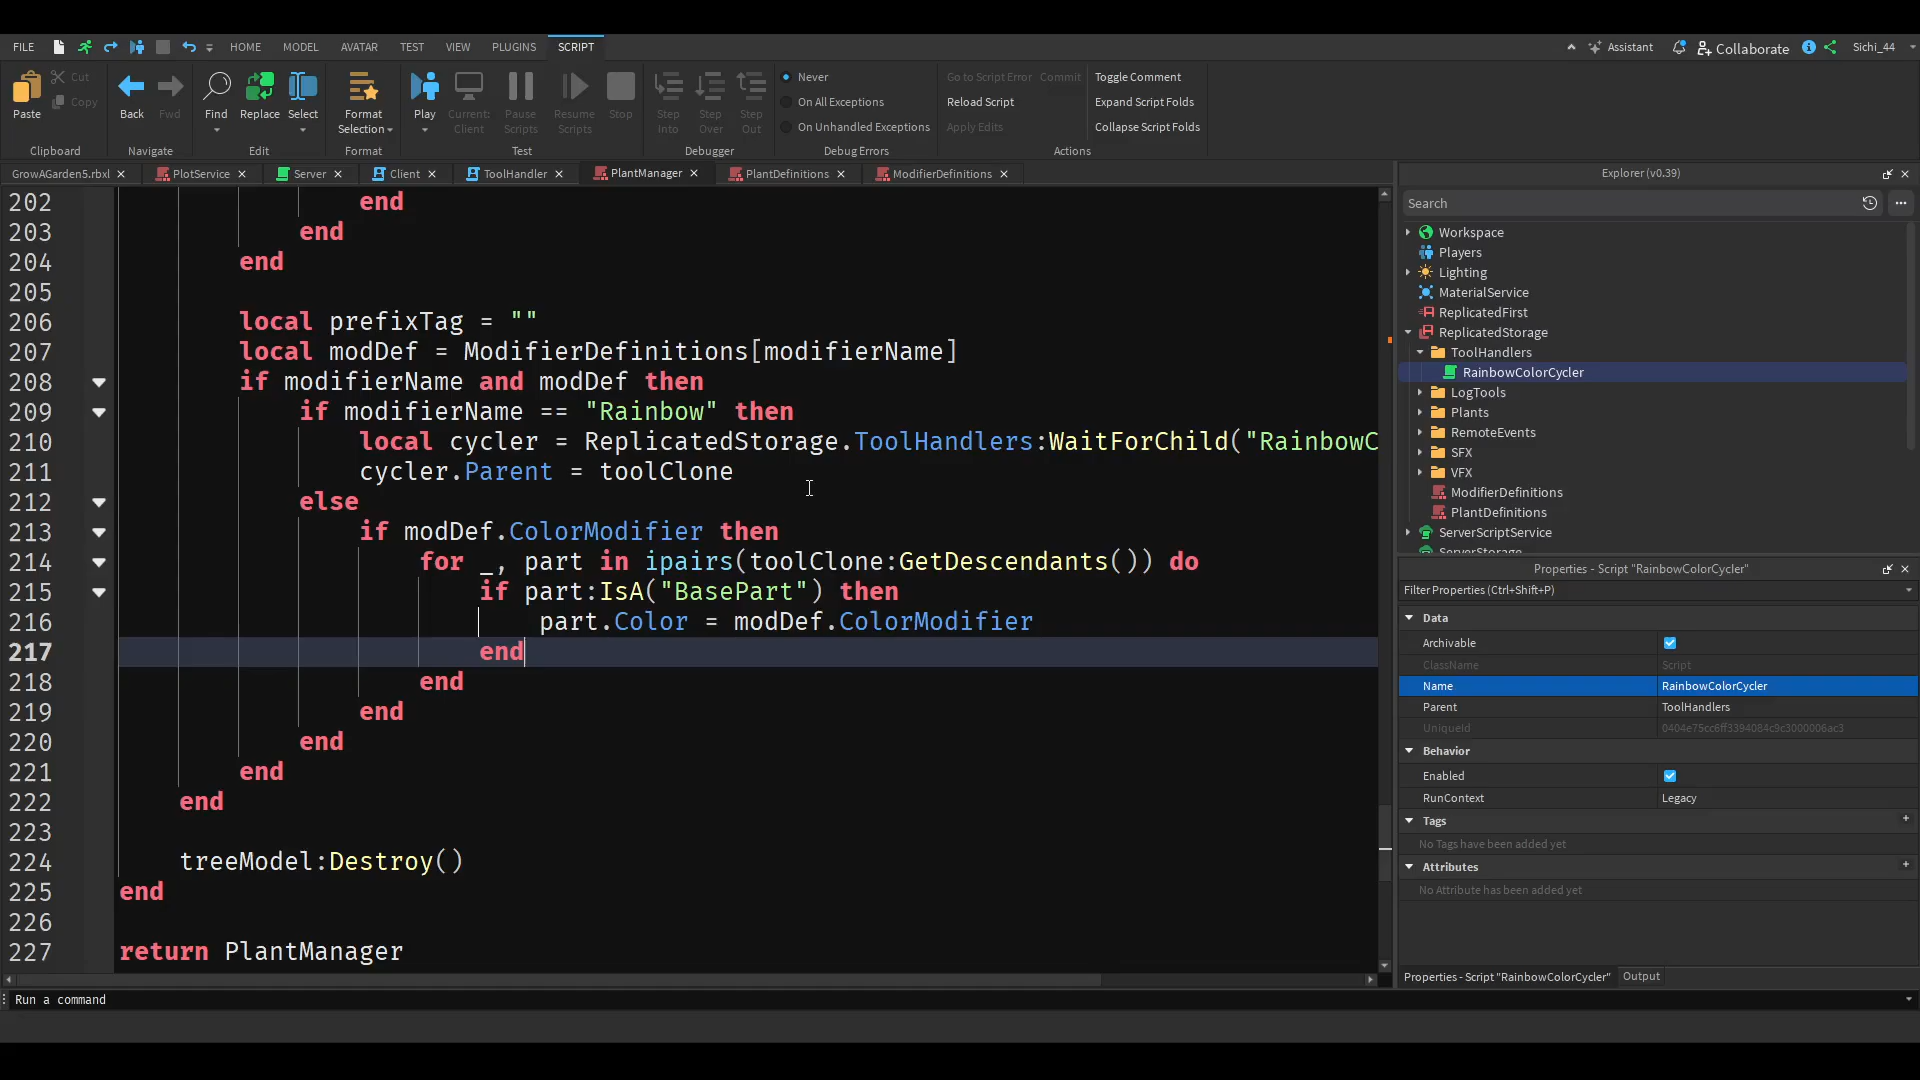 FILE HOME MODEL AVATAR TEST VIEW PLUGINS SCRIPT Assistant Collaborate Sichi_44
Paste Cut Copy
Clipboard
Back Fwd
Navigate
Find Replace Select
Edit
Format Selection
Format
Play Current: Client Pause Scripts Resume Scripts Stop
Test
Step Into Step Over Step Out
Debugger
Never
On All Exceptions
On Unhandled Exceptions
Debug Errors
Go to Script Error Commit Toggle Comment
Reload Script Expand Script Folds
Apply Edits Collapse Script Folds
Actions
GrowAGarden5.rbxl PlotService Server Client ToolHandler PlantManager PlantDefinitions ModifierDefinitions
202 end
203 end
204 end
205
206 local prefixTag = ""
207 local modDef = ModifierDefinitions[modifierName]
208 if modifierName and modDef then
209 if modifierName == "Rainbow" then
210 local cycler = ReplicatedStorage.ToolHandlers:WaitForChild("RainbowC
211 cycler.Parent = toolClone
212 else
213 if modDef.ColorModifier then
214 for _, part in ipairs(toolClone:GetDescendants()) do
215 if part:IsA("BasePart") then
216 part.Color = modDef.ColorModifier
217 end
218 end
219 end
220 end
221 end
222 end
223
224 treeModel:Destroy()
225 end
226
227 return PlantManager
Run a command
Explorer (v0.39)
Search
Workspace
Players
Lighting
MaterialService
ReplicatedFirst
ReplicatedStorage
ToolHandlers
RainbowColorCycler
LogTools
Plants
RemoteEvents
SFX
VFX
ModifierDefinitions
PlantDefinitions
ServerScriptService
ServerStorage
Properties - Script "RainbowColorCycler"
Filter Properties (Ctrl+Shift+P)
Data
Archivable
ClassName Script
Name RainbowColorCycler
Parent ToolHandlers
UniqueId
Behavior
Enabled
RunContext Legacy
Tags +
No Tags have been added yet
Attributes +
No Attribute has been added yet
Properties - Script "RainbowColorCycler" Output